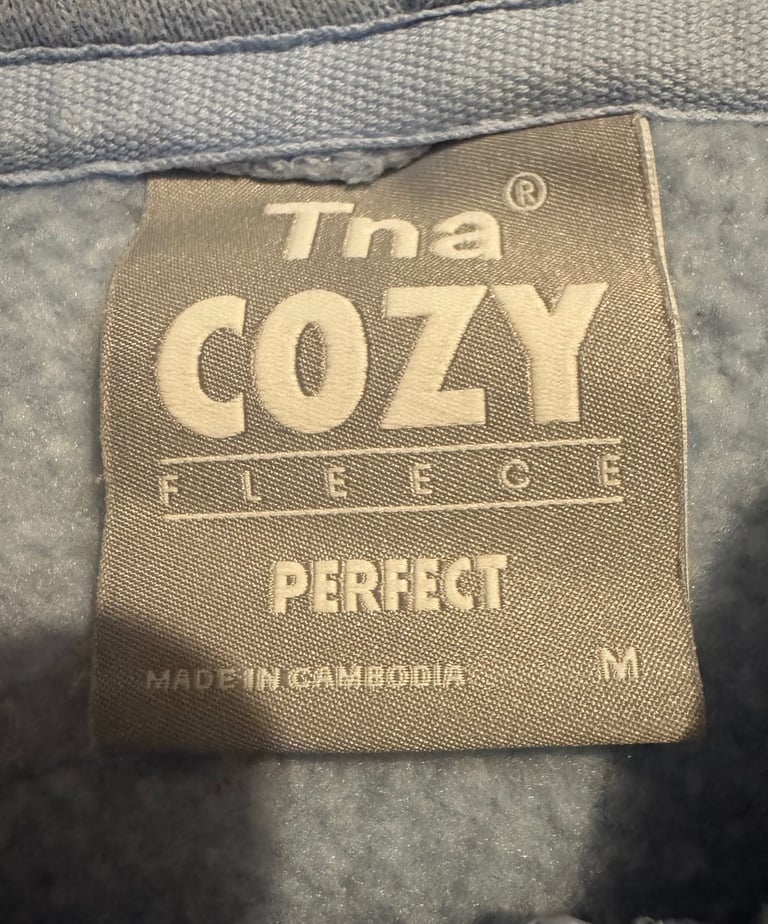 Tna®
COZY
FLEECE
PERFECT
MADE IN CAMBODIA M